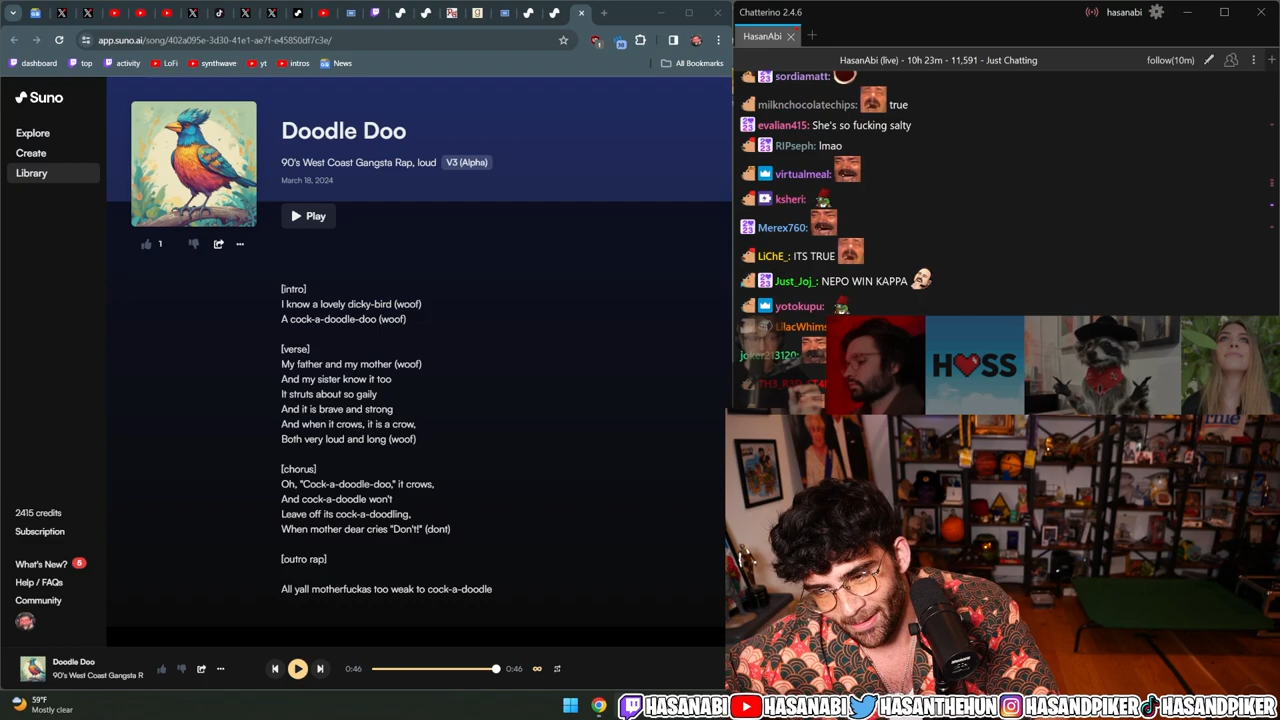 app.suno.ai/song/402a095e-3d30-41e1-ae7f-e45850df7c3e/
dashboard
top
activity
LoFi
synthwave
yt
intros
News
All Bookmarks
Suno
Explore
Create
Library
2415 credits
Subscription
What's New? 6
Help / FAQs
Community
Doodle Doo
90's West Coast Gangsta Rap, loud V3 (Alpha)
March 18, 2024
Play
1
[intro]
I know a lovely dicky-bird (woof)
A cock-a-doodle-doo (woof)
[verse]
My father and my mother (woof)
And my sister know it too
It struts about so gaily
And it is brave and strong
And when it crows, it is a crow,
Both very loud and long (woof)
[chorus]
Oh, "Cock-a-doodle-doo," it crows,
And cock-a-doodle won't
Leave off its cock-a-doodling,
When mother dear cries "Don't!" (dont)
[outro rap]
All yall motherfuckas too weak to cock-a-doodle
Doodle Doo
90's West Coast Gangsta R
0:46
0:46
59°F
Mostly clear
Chatterino 2.4.6
hasanabi
HasanAbi
HasanAbi (live) - 10h 23m - 11,591 - Just Chatting
follow(10m)
sordiamatt:
milknchocolatechips: true
evalian415: She's so fucking salty
RIPseph: lmao
virtualmeal:
ksheri:
Merex760:
LiChE_: ITS TRUE
Just_Joj_: NEPO WIN KAPPA
yotokupu:
LilacWhims
joker213120:
H SS
HASANABI
HASANABI
HASANTHEHUN
HASANDPIKER
HASANDPIKER